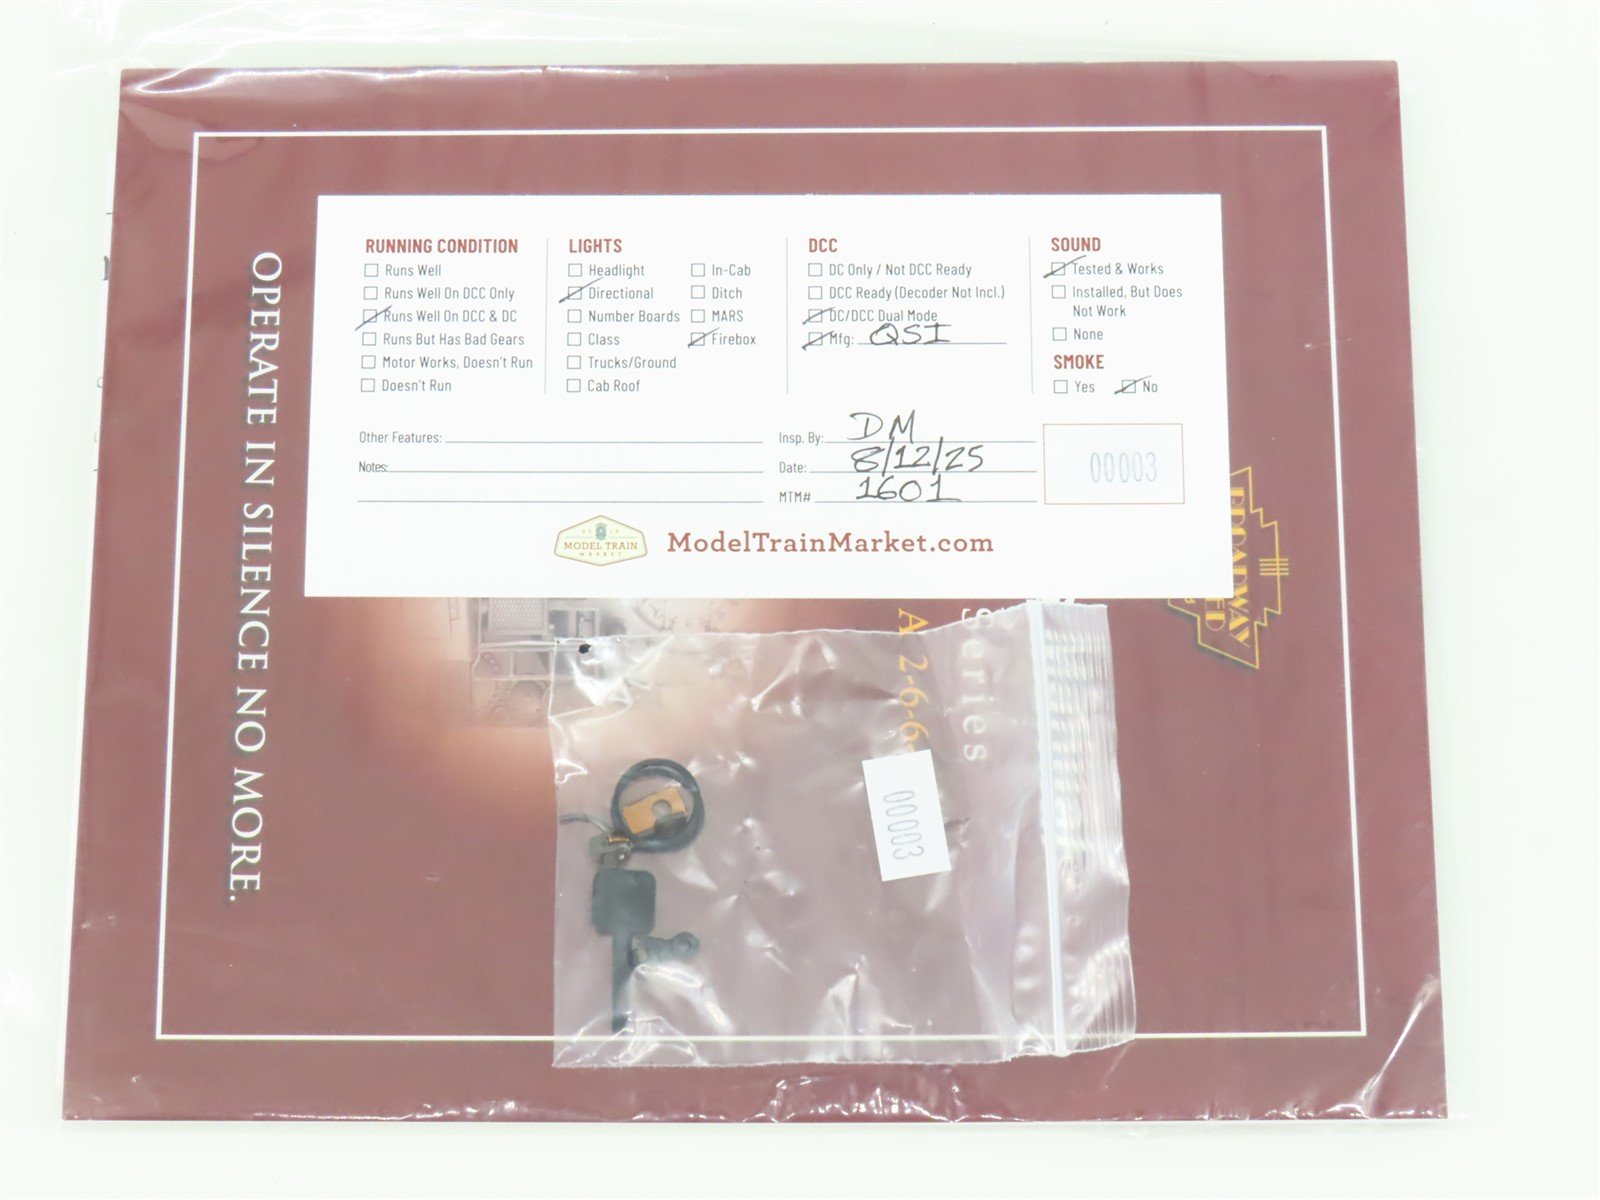 RUNNING CONDITION
Runs Well
Runs Well On DCC Only
Runs Well On DCC & DC
Runs But Has Bad Gears
Motor Works, Doesn't Run
Doesn't Run
LIGHTS
Headlight
Directional
Number Boards
Class
Trucks/Ground
Cab Roof
In-Cab
Ditch
MARS
Firebox
DCC
DC Only / Not DCC Ready
DCC Ready (Decoder Not Incl.)
DC/DCC Dual Mode
Mfg: QSI
SOUND
Tested & Works
Installed, But Does
Not Work
None
SMOKE
Yes No
Other Features:
Notes:
Insp. By: DM
Date: 8/12/25
MTM# 1601
00003
MODEL TRAIN
MARKET
ModelTrainMarket.com
OPERATE IN SILENCE NO MORE.
BROADWAY
Series
A 2-6-6-
00003